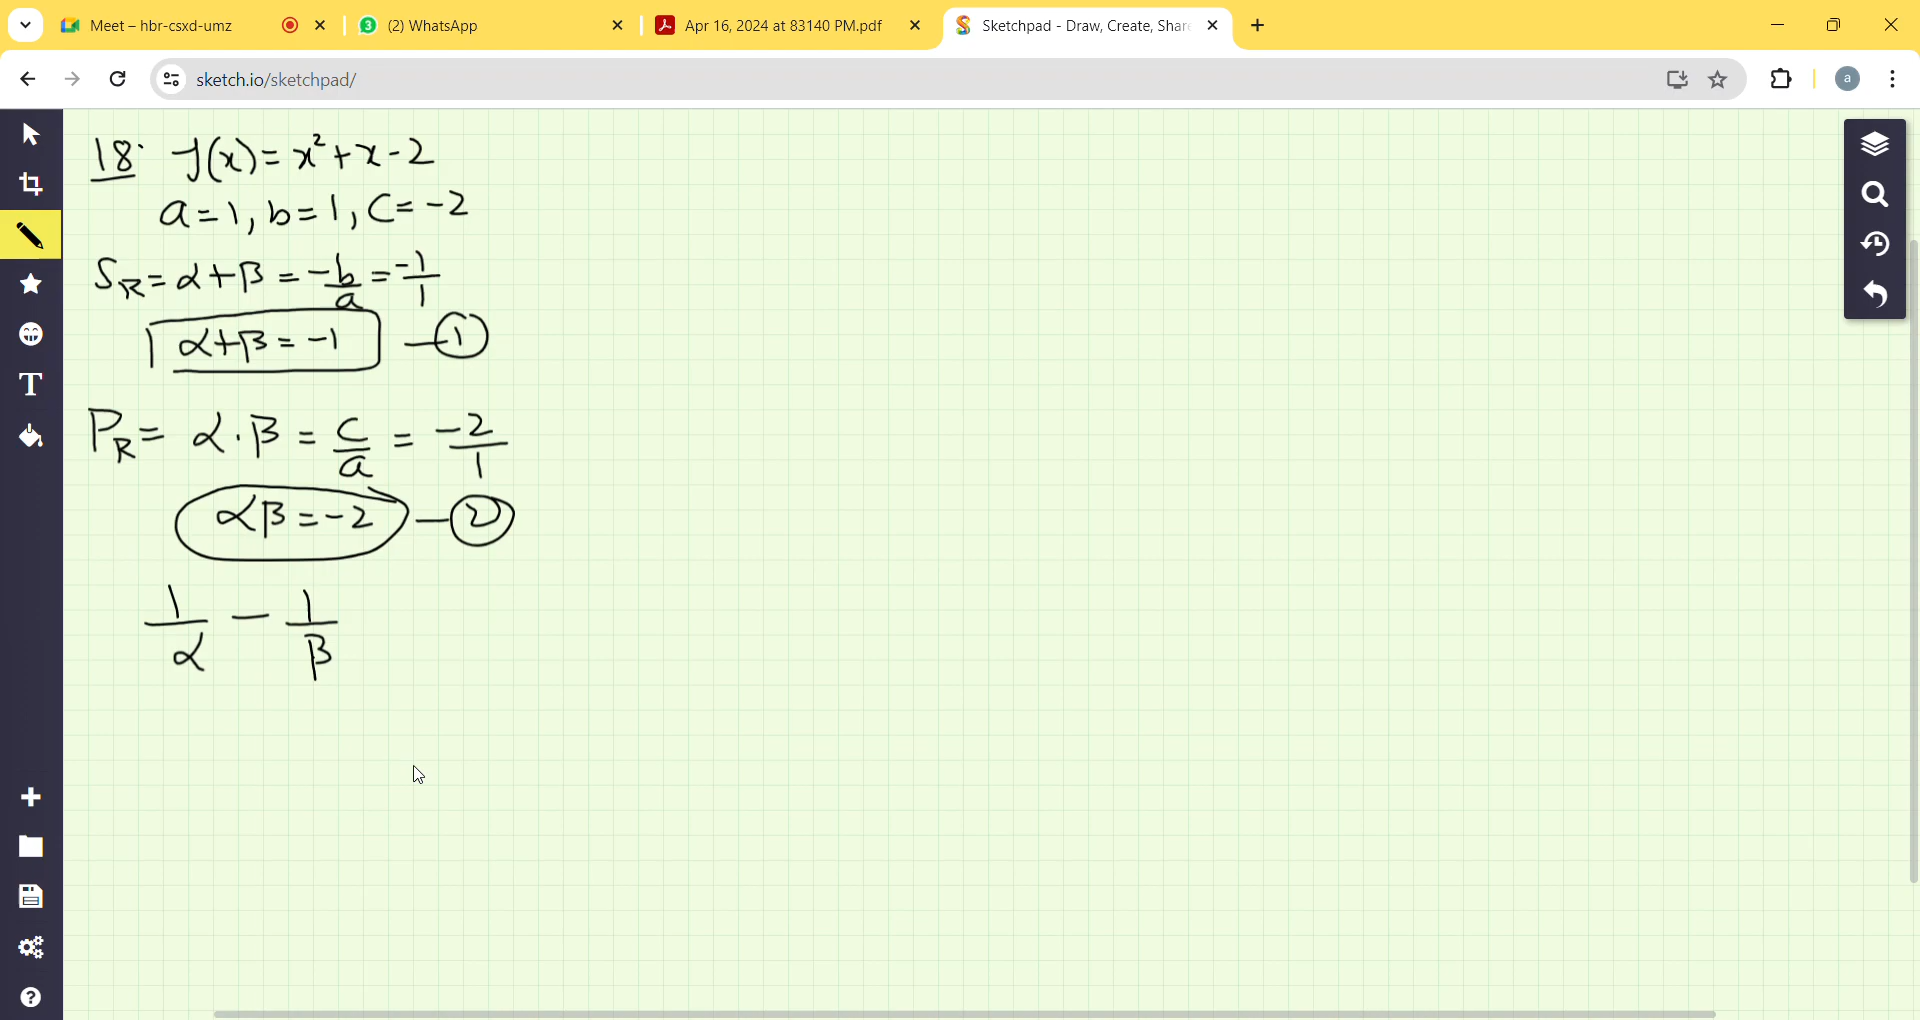 Meet – hbr-csxd-umz
3 (2) WhatsApp
Apr 16, 2024 at 83140 PM.pdf
Sketchpad - Draw, Create, Share
sketch.io/sketchpad/
a
T
18. f(x) = x² + x - 2
a = 1, b = 1, C = -2
S_R = α + β = -b/a = -1/1
α + β = -1 — ①
P_R = α · β = c/a = -2/1
αβ = -2 — ②
1/α - 1/β